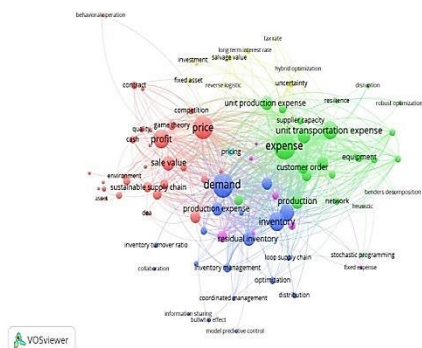 behavioral operation
tax rate
long term interest rate
salvage value
investment
hybrid optimization
fixed asset
reverse logistic
uncertainty
contract
disruption
resilience
robust optimization
unit production expense
competition
supplier capacity
quality
game theory
price
unit transportation expense
cash
profit
expense
pricing
equipment
sale value
customer order
environment
demand
sustainable supply chain
benders decomposition
asset
production
network
heuristic
production expense
dea
inventory
residual inventory
inventory turnover ratio
loop supply chain
stochastic programming
collaboration
inventory management
fixed expense
optimization
coordinated management
distribution
information sharing
bullwhip effect
model predictive control
VOSviewer